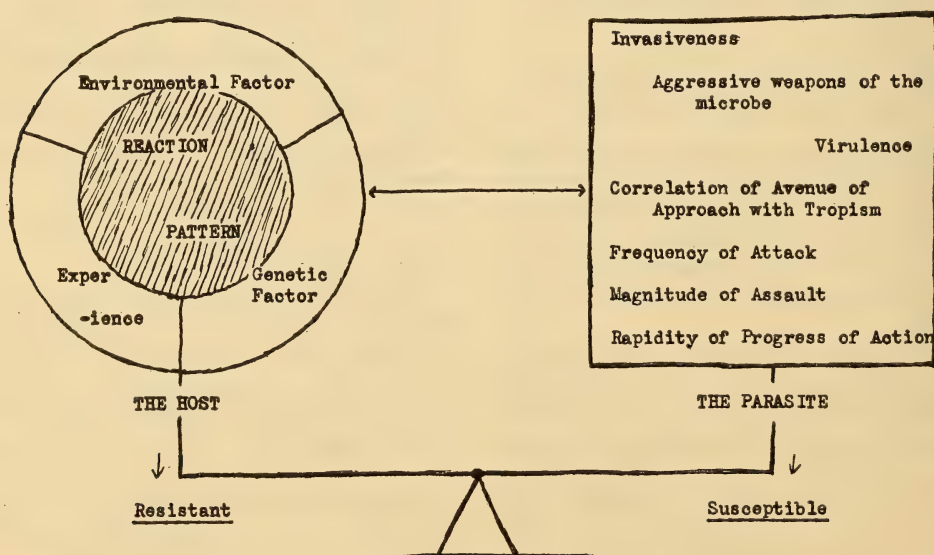 Environmental Factor
REACTION
PATTERN
Exper
-ience
Genetic
Factor
THE HOST
Resistant
Invasiveness
Aggressive weapons of the
microbe
Virulence
Correlation of Avenue of
Approach with Tropism
Frequency of Attack
Magnitude of Assault
Rapidity of Progress of Action
THE PARASITE
Susceptible